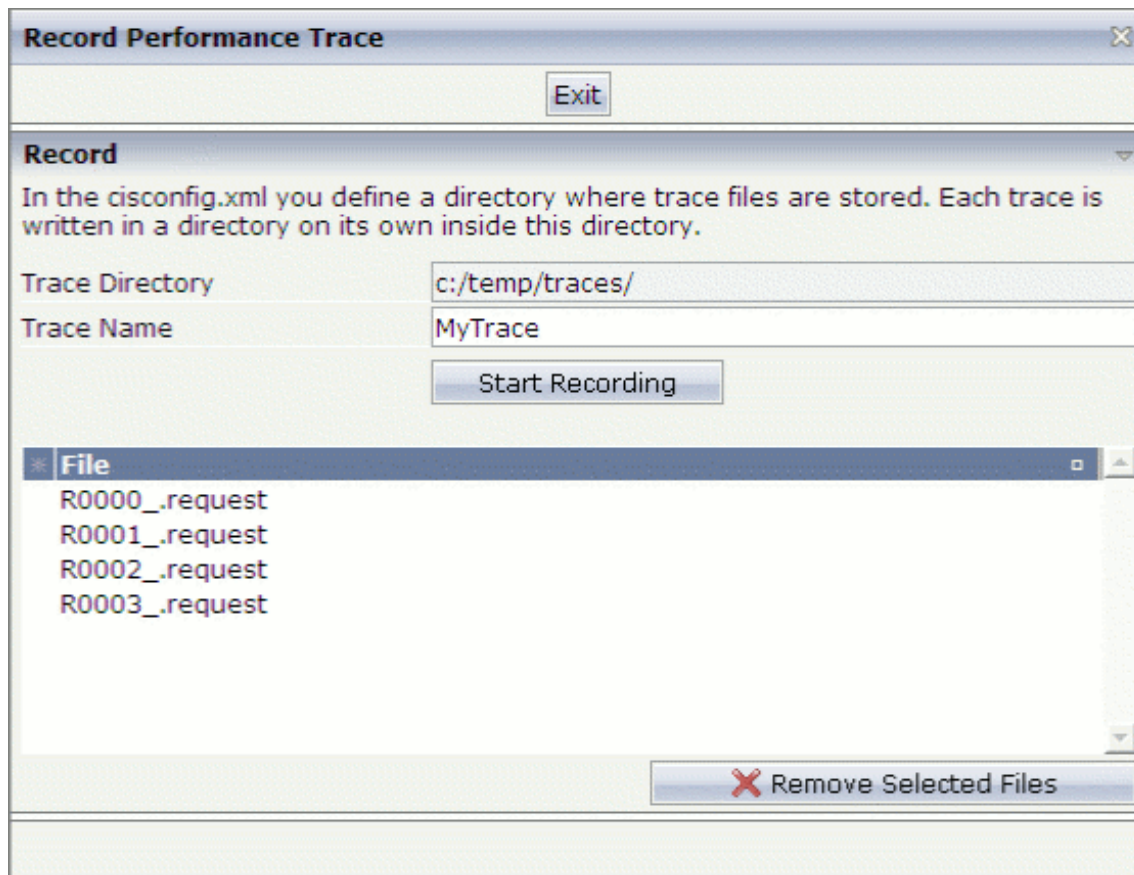 Record Performance Trace
Exit
Record
In the cisconfig.xml you define a directory where trace files are stored. Each trace is
written in a directory on its own inside this directory.
Trace Directory
c:/temp/traces/
Trace Name
MyTrace
Start Recording
File
R0000_.request
R0001_.request
R0002_.request
R0003_.request
Remove Selected Files